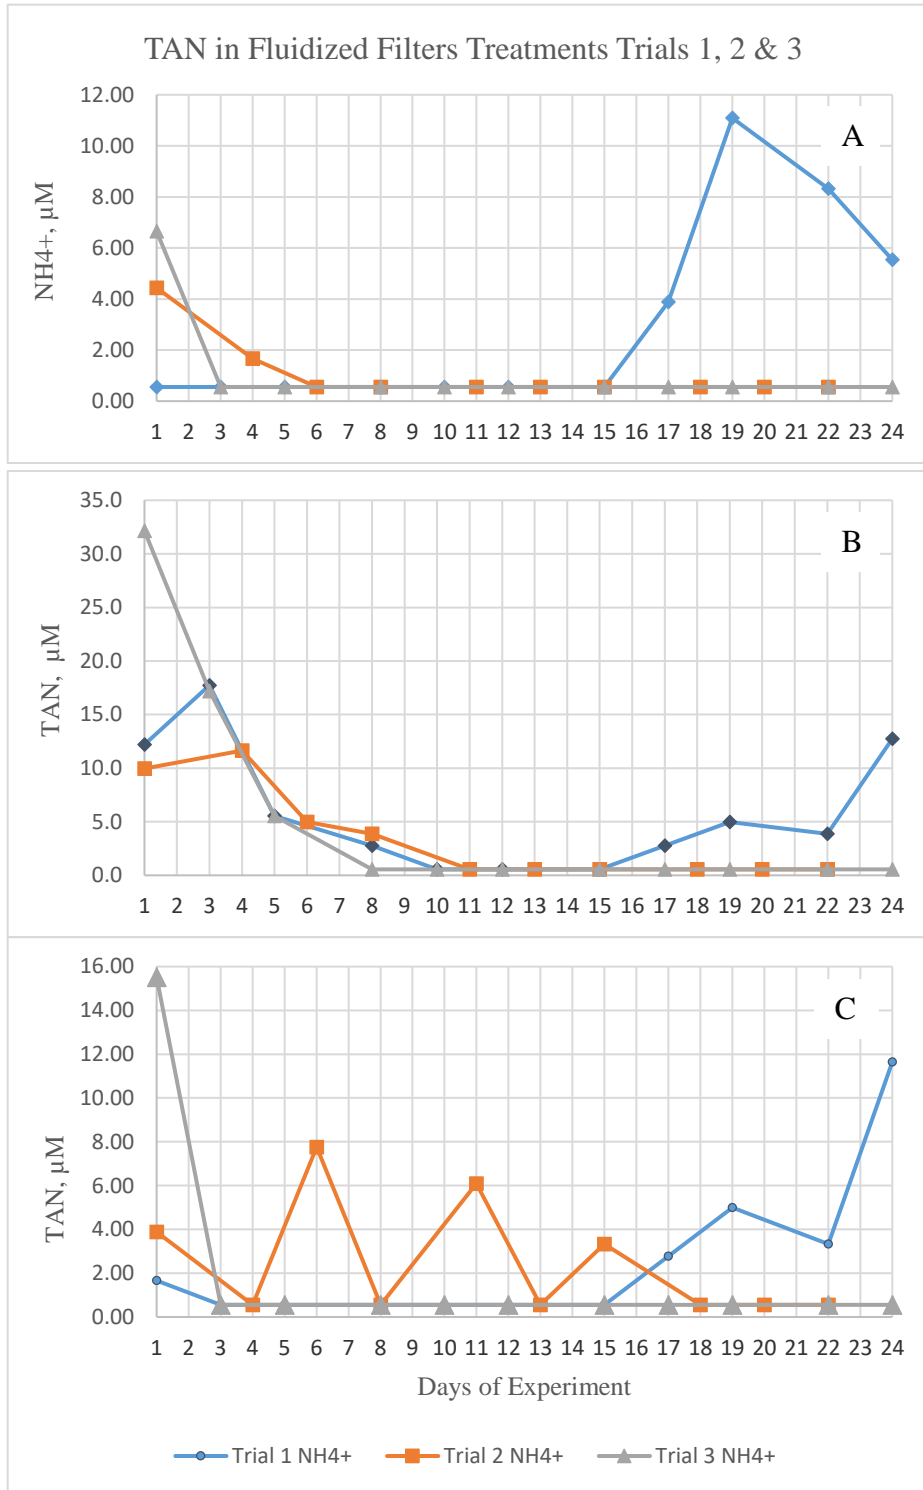 TAN in Fluidized Filters Treatments Trials 1, 2 & 3
12.00
10.00
8.00
6.00
4.00
2.00
0.00
NH4+, µM
A
1 2 3 4 5 6 7 8 9 10 11 12 13 14 15 16 17 18 19 20 21 22 23 24
35.0
30.0
25.0
20.0
15.0
10.0
5.0
0.0
TAN, µM
B
1 2 3 4 5 6 7 8 9 10 11 12 13 14 15 16 17 18 19 20 21 22 23 24
16.00
14.00
12.00
10.00
8.00
6.00
4.00
2.00
0.00
TAN, µM
C
1 2 3 4 5 6 7 8 9 10 11 12 13 14 15 16 17 18 19 20 21 22 23 24
Days of Experiment
Trial 1 NH4+ Trial 2 NH4+ Trial 3 NH4+